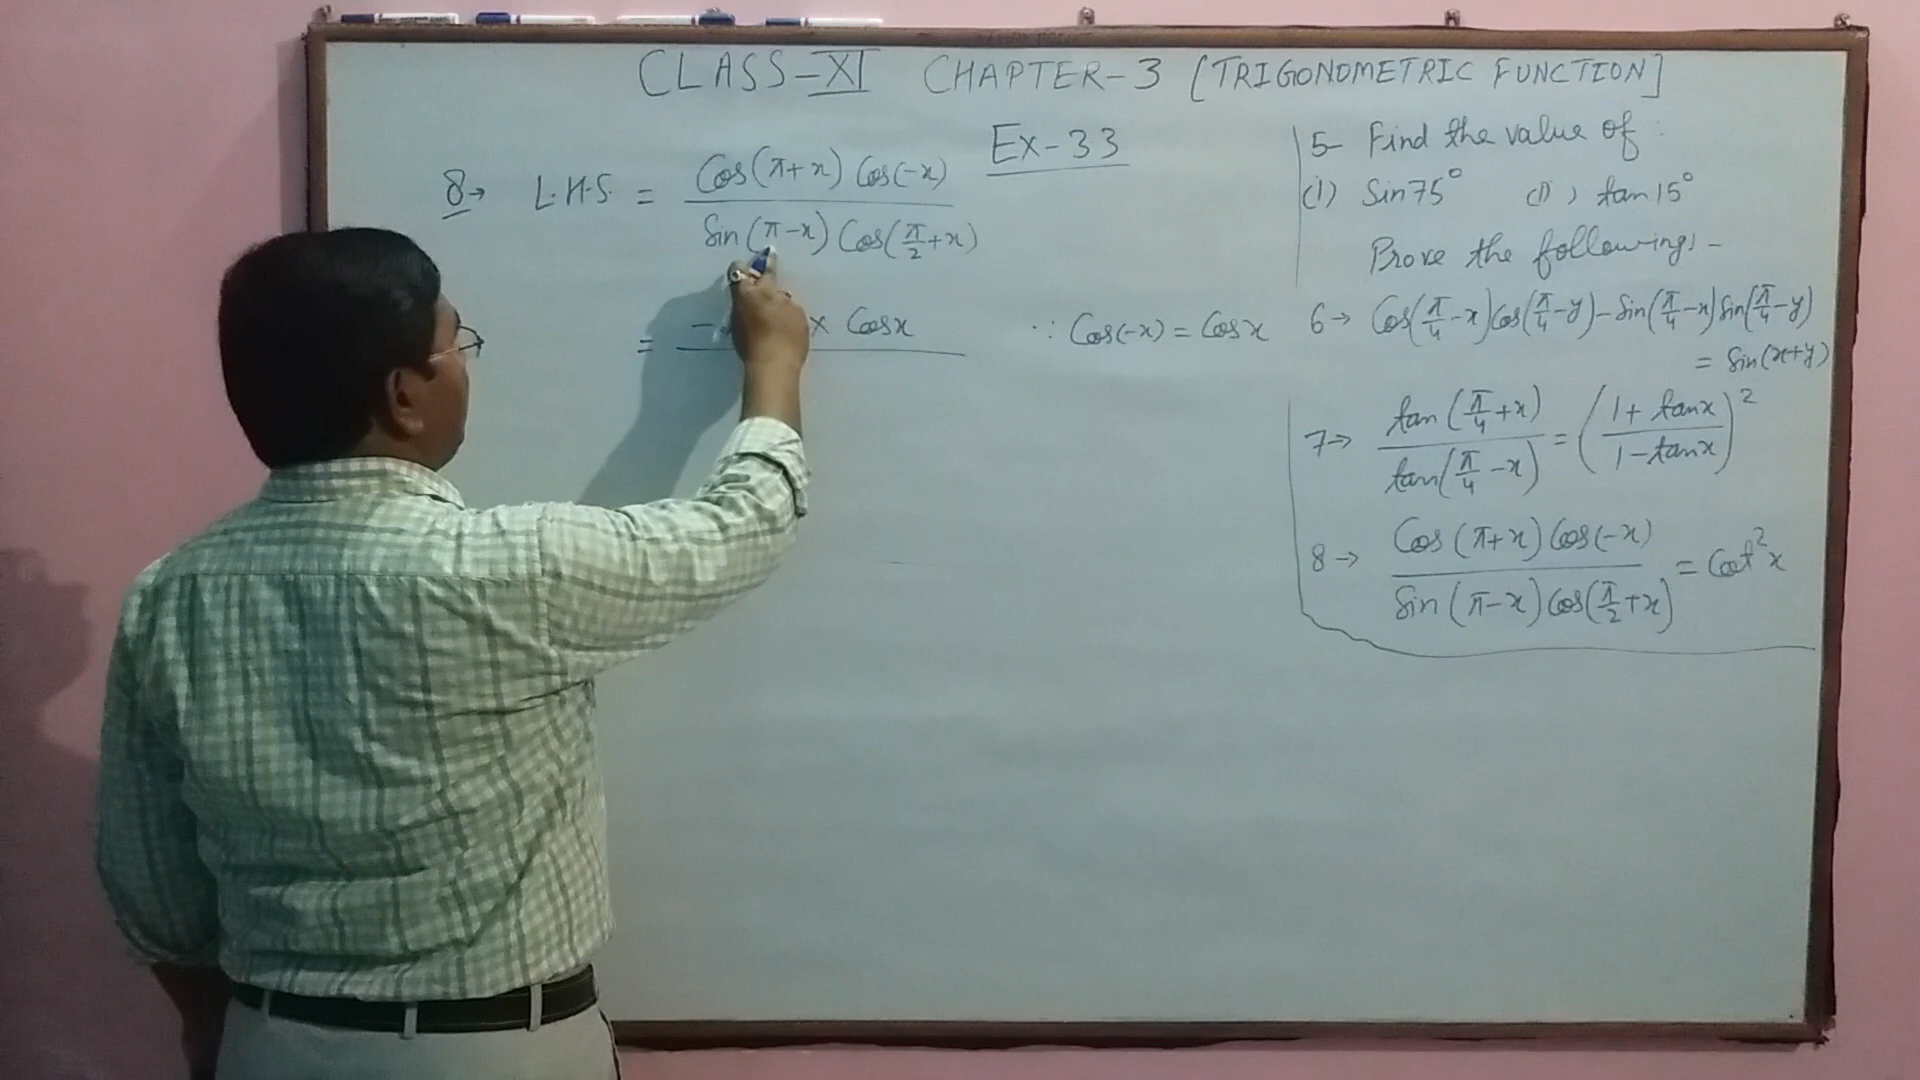 CLASS-XI CHAPTER-3 [TRIGONOMETRIC FUNCTION]
Ex-33
8→ L.H.S. = Cos(π+x) Cos(-x)
Sin(π-x) Cos(π/2+x)
= - x Cosx ∵ Cos(-x) = Cosx
5- Find the value of :
(i) Sin75° (ii) tan15°
Prove the following:-
6→ Cos(π/4-x)Cos(π/4-y)-Sin(π/4-x)Sin(π/4-y)
= Sin(x+y)
7→ tan(π/4+x) / tan(π/4-x) = (1+tanx / 1-tanx)²
8→ Cos(π+x)Cos(-x) / Sin(π-x)Cos(π/2+x) = Cot²x